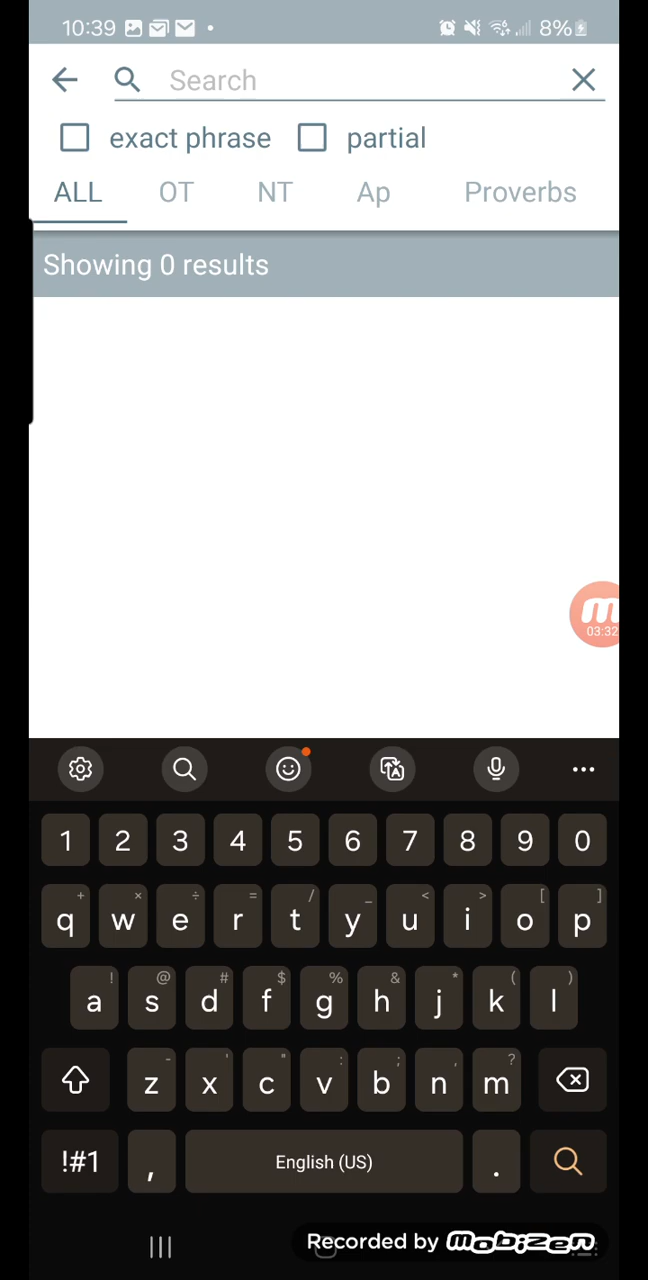 10:39 8%
Search
exact phrase partial
ALL OT NT Ap Proverbs
Showing 0 results
03:32
1 2 3 4 5 6 7 8 9 0
+ × ÷ = / _ < > [ ]
q w e r t y u i o p
! @ # $ % & * ( )
a s d f g h j k l
- ' " : ; , ?
z x c v b n m
!#1 , English (US) .
Recorded by mobizen